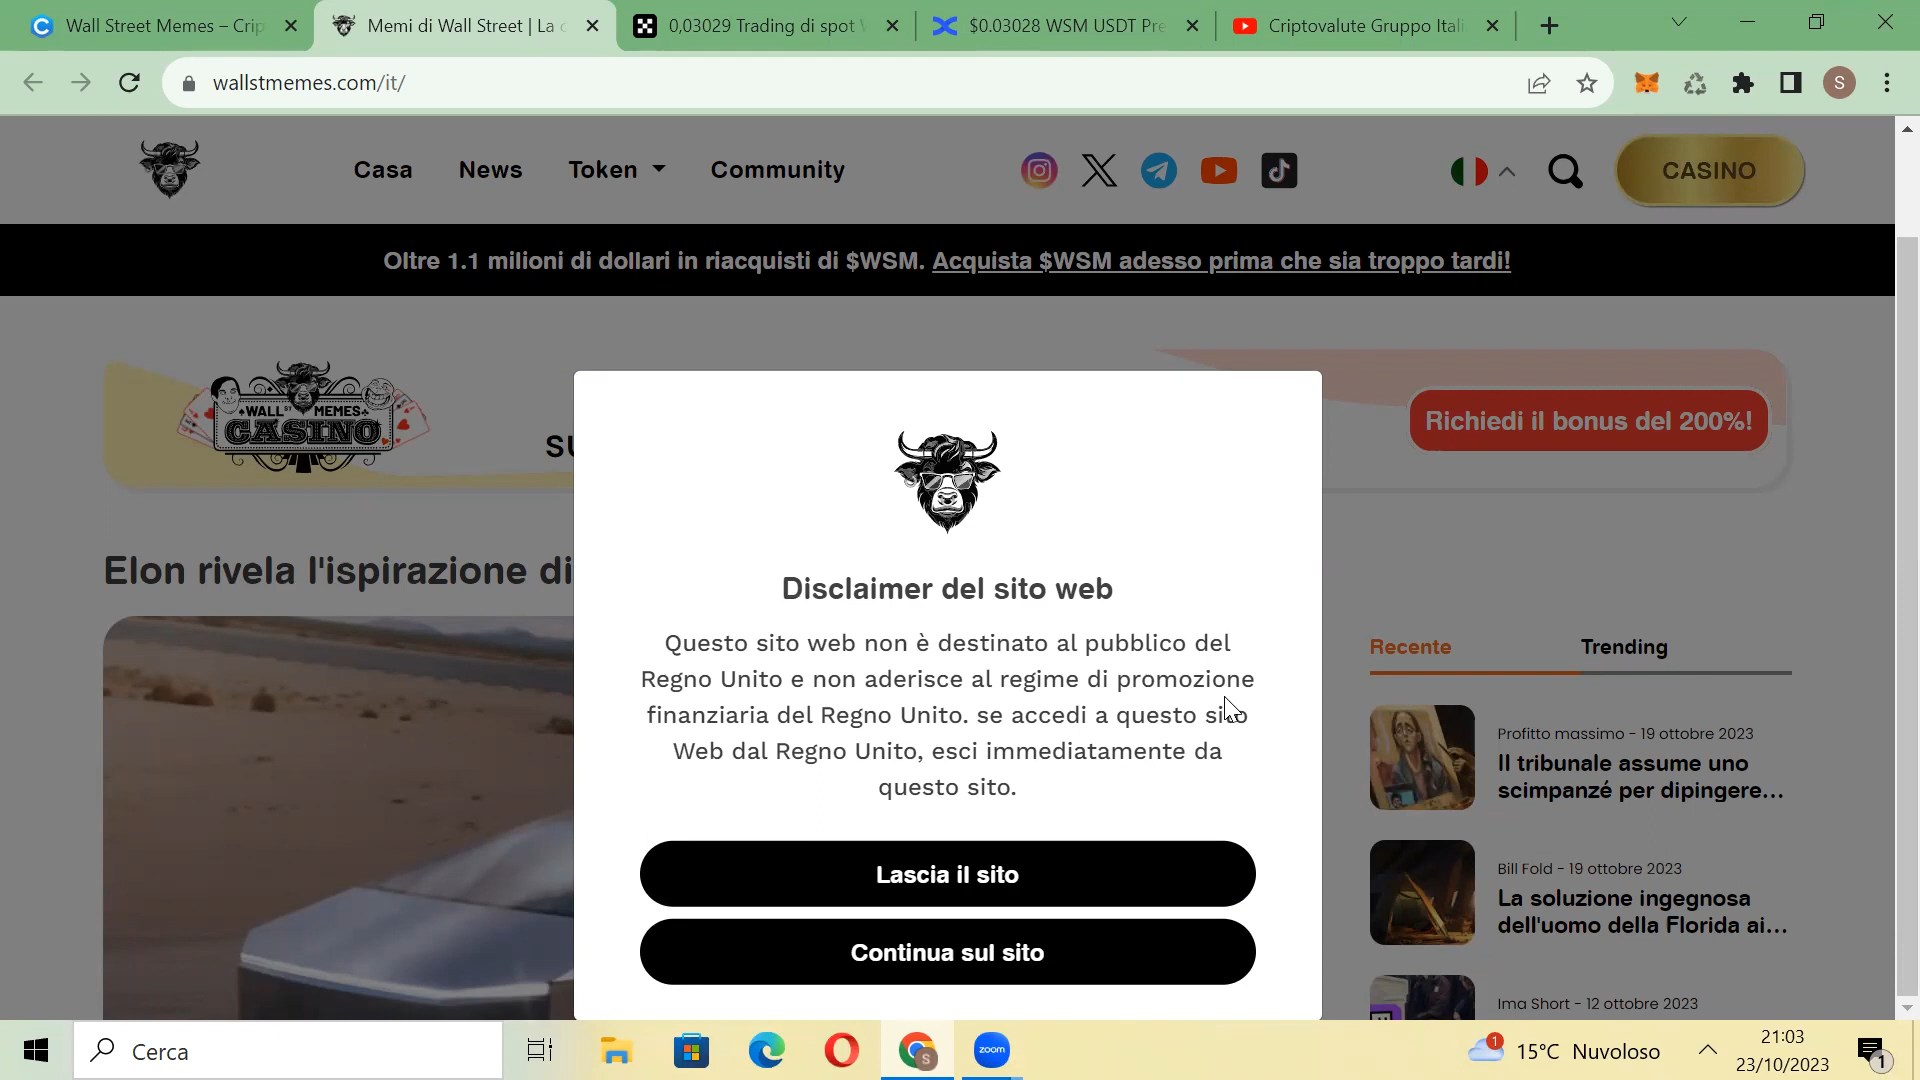 Wall Street Memes – Crip
Memi di Wall Street | La c
0,03029 Trading di spot
$0.03028 WSM USDT Pre
Criptovalute Gruppo Itali
wallstmemes.com/it/
S
Casa
News
Token
Community
CASINO
Oltre 1.1 milioni di dollari in riacquisti di $WSM. Acquista $WSM adesso prima che sia troppo tardi!
WALL ST MEMES
CASINO
SU
Richiedi il bonus del 200%!
Elon rivela l'ispirazione di
Disclaimer del sito web
Questo sito web non è destinato al pubblico del
Regno Unito e non aderisce al regime di promozione
finanziaria del Regno Unito. se accedi a questo sito
Web dal Regno Unito, esci immediatamente da
questo sito.
Lascia il sito
Continua sul sito
Recente
Trending
Profitto massimo - 19 ottobre 2023
Il tribunale assume uno
scimpanzé per dipingere...
Bill Fold - 19 ottobre 2023
La soluzione ingegnosa
dell'uomo della Florida ai...
Ima Short - 12 ottobre 2023
Cerca
S
zoom
1
15°C Nuvoloso
21:03
23/10/2023
1